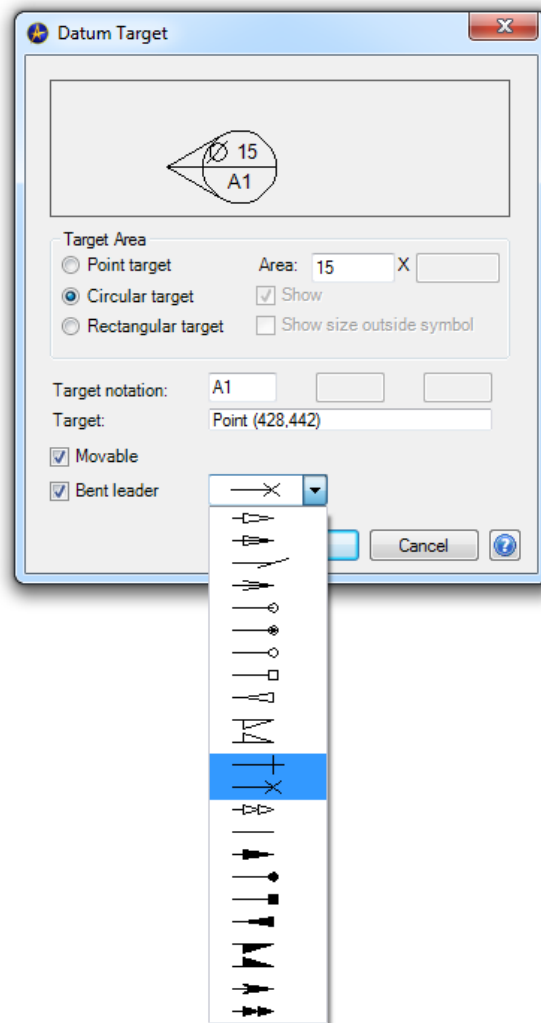 Datum Target
Ø 15
A1
Target Area
Point target Area: 15 X
Circular target Show
Rectangular target Show size outside symbol
Target notation: A1
Target: Point (428,442)
Movable
Bent leader
Cancel